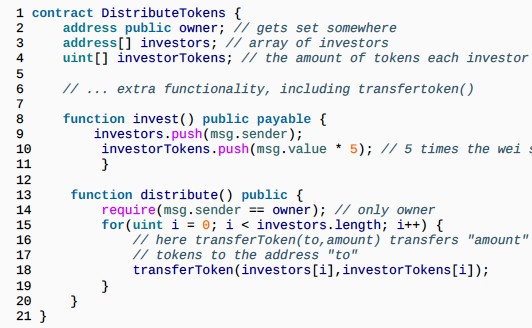 1 contract DistributeTokens {
2     address public owner; // gets set somewhere
3     address[] investors; // array of investors
4     uint[] investorTokens; // the amount of tokens each investor
5
6     // ... extra functionality, including transfertoken()
7
8     function invest() public payable {
9         investors.push(msg.sender);
10         investorTokens.push(msg.value * 5); // 5 times the wei
11         }
12
13     function distribute() public {
14         require(msg.sender == owner); // only owner
15         for(uint i = 0; i < investors.length; i++) {
16             // here transferToken(to,amount) transfers "amount"
17             // tokens to the address "to"
18             transferToken(investors[i],investorTokens[i]);
19         }
20     }
21 }